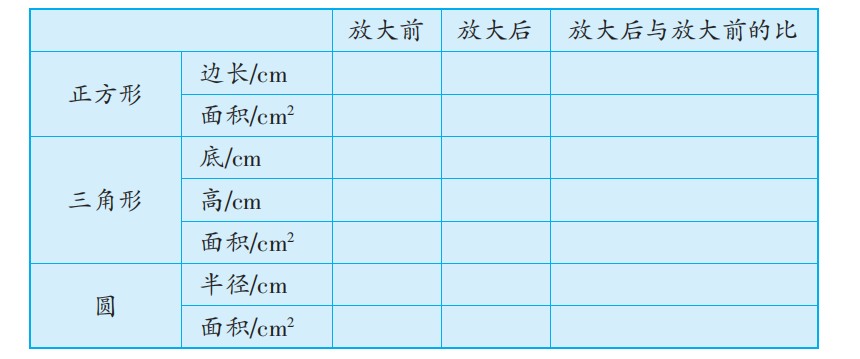 放大前 放大后 放大后与放大前的比
正方形 边长/cm
面积/cm²
三角形 底/cm
高/cm
面积/cm²
圆 半径/cm
面积/cm²